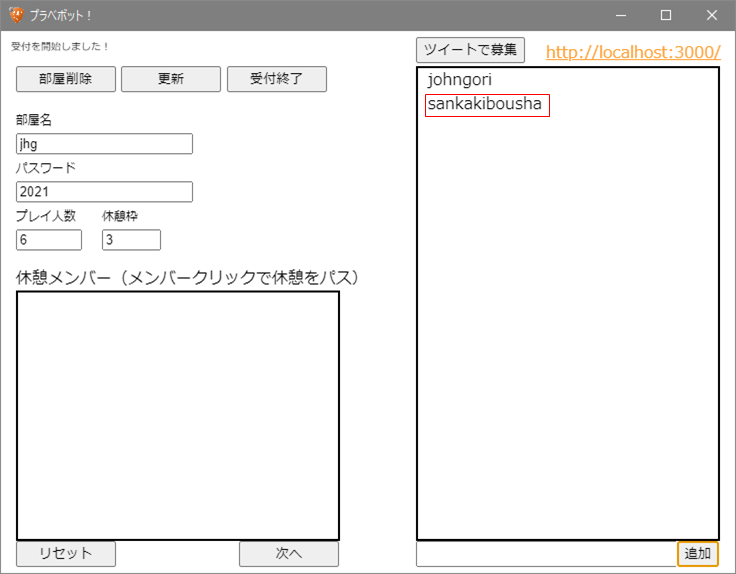 プラベボット！
受付を開始しました！
部屋削除 更新 受付終了
部屋名
jhg
パスワード
2021
プレイ人数 休憩枠
6 3
休憩メンバー（メンバークリックで休憩をパス）
リセット 次へ
ツイートで募集 http://localhost:3000/
johngori
sankakibousha
追加